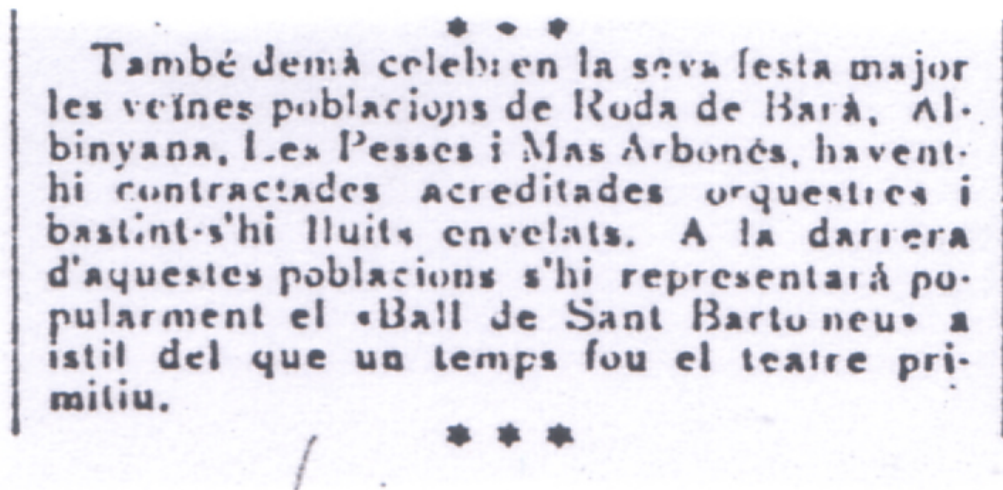 També demà celebren la seva festa major
les veïnes poblacions de Roda de Barà, Al-
binyana, Les Pesses i Mas Arbonés, havent-
hi contractades acreditades orquestres i
bastint-s'hi lluits envelats. A la darrera
d'aquestes poblacions s'hi representarà po-
pularment el «Ball de Sant Bartomeu» a
istil del que un temps fou el teatre pri-
mitiu.